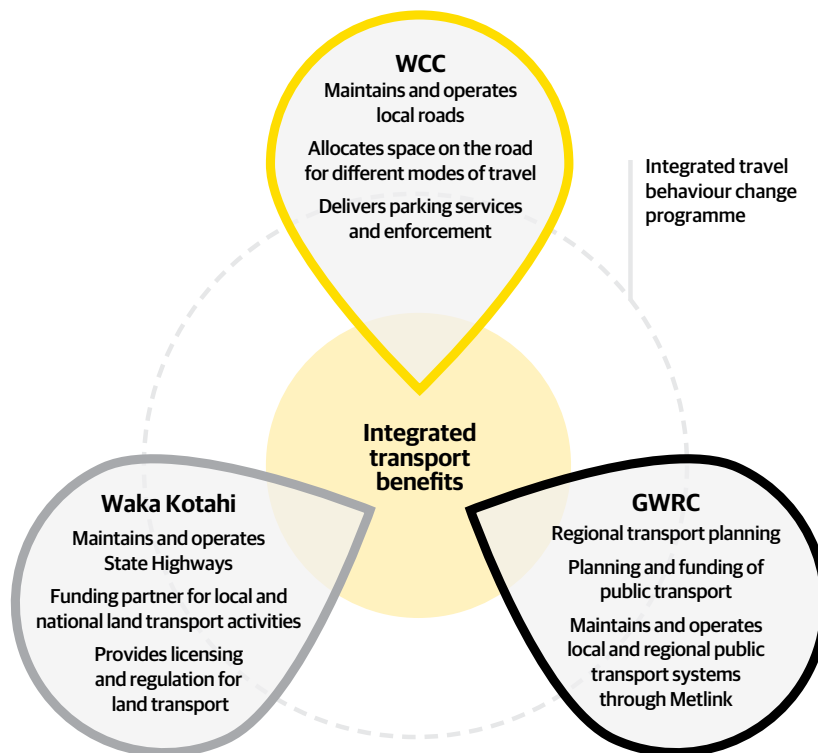 WCC
Maintains and operates
local roads
Allocates space on the road
for different modes of travel
Delivers parking services
and enforcement
Integrated travel
behaviour change
programme
Integrated
transport
benefits
Waka Kotahi
Maintains and operates
State Highways
Funding partner for local and
national land transport activities
Provides licensing
and regulation for
land transport
GWRC
Regional transport planning
Planning and funding of
public transport
Maintains and operates
local and regional public
transport systems
through Metlink